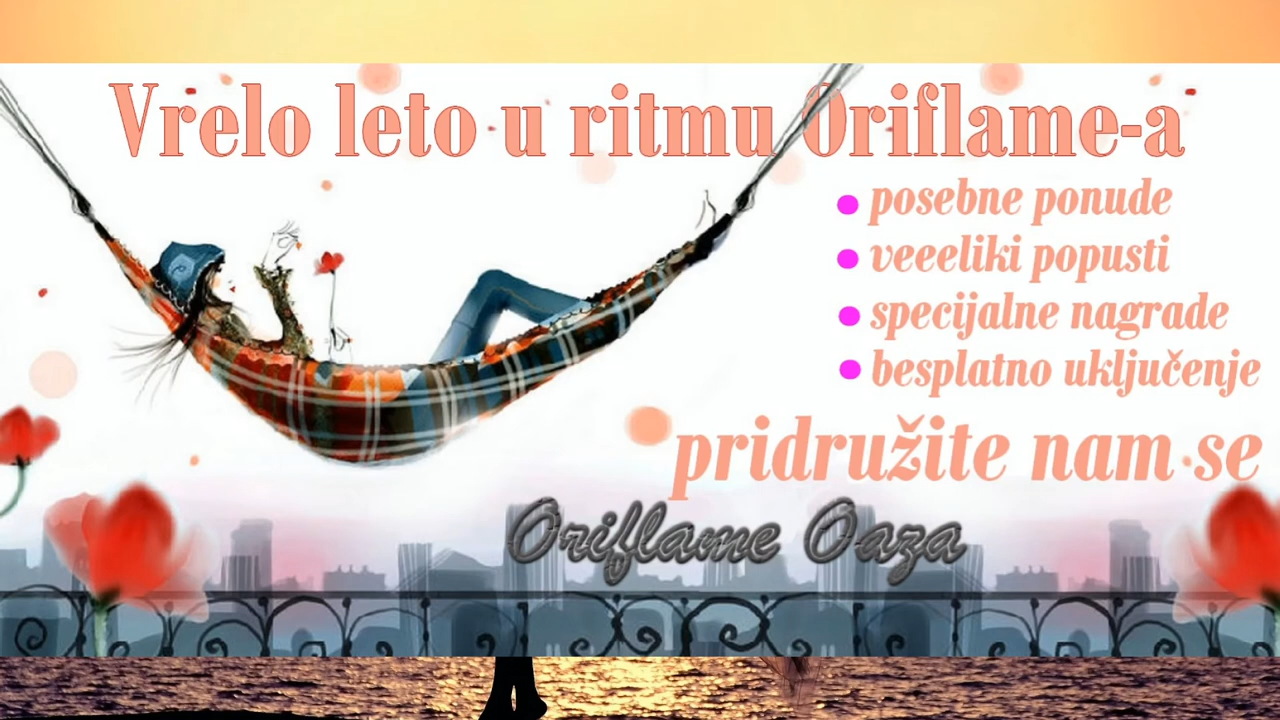 Vrelo leto u ritmu Oriflame-a
posebne ponude
veeeliki popusti
specijalne nagrade
besplatno uključenje
pridružite nam se
Oriflame Oaza